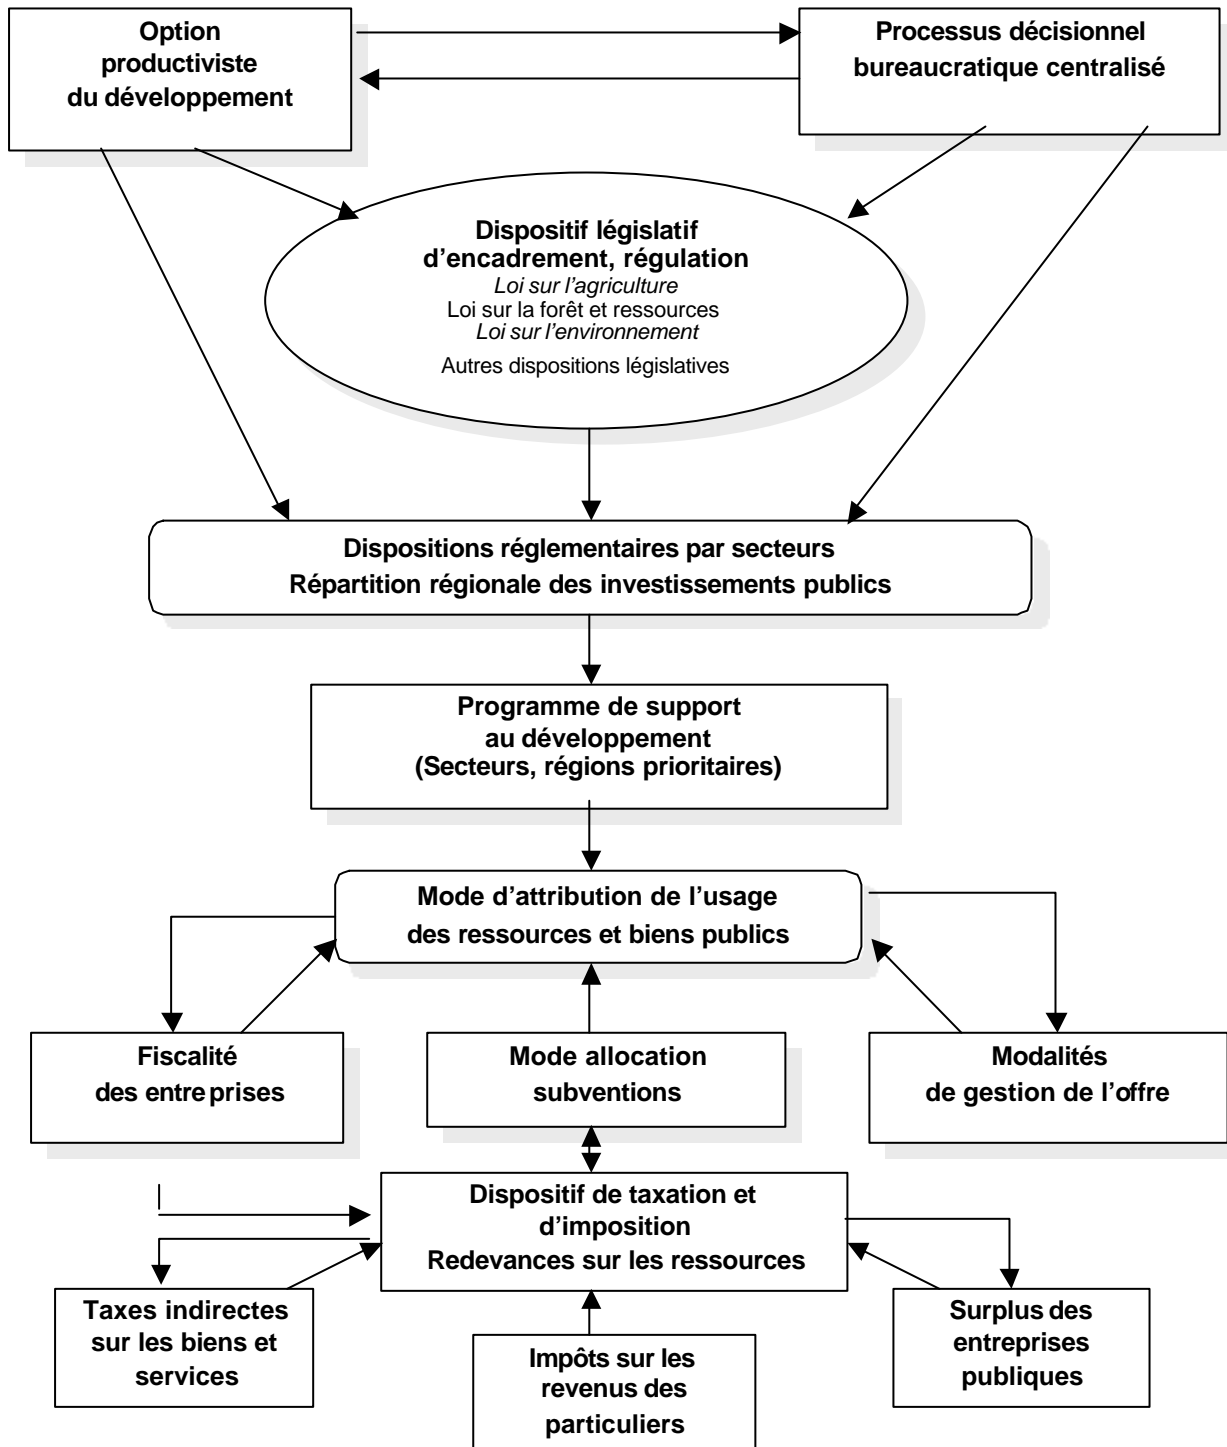 Option
productiviste
du développement
Processus décisionnel
bureaucratique centralisé
Dispositif législatif
d'encadrement, régulation
Loi sur l'agriculture
Loi sur la forêt et ressources
Loi sur l'environnement
Autres dispositions législatives
Dispositions réglementaires par secteurs
Répartition régionale des investissements publics
Programme de support
au développement
(Secteurs, régions prioritaires)
Mode d'attribution de l'usage
des ressources et biens publics
Fiscalité
des entreprises
Mode allocation
subventions
Modalités
de gestion de l'offre
Dispositif de taxation et
d'imposition
Redevances sur les ressources
Taxes indirectes
sur les biens et
services
Impôts sur les
revenus des
particuliers
Surplus des
entreprises
publiques